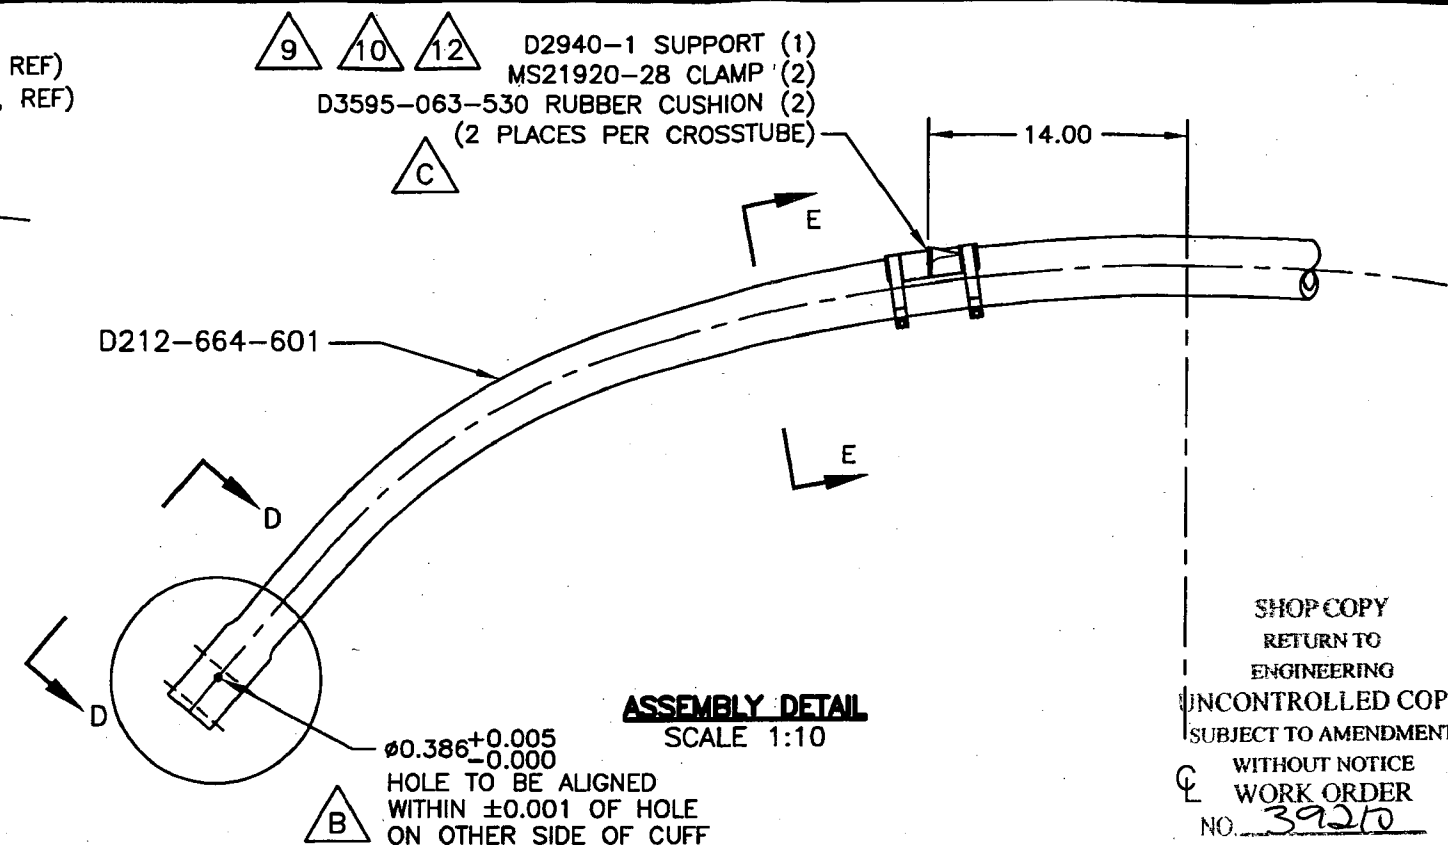 REF)
, REF)
9 10 12
D2940-1 SUPPORT (1)
MS21920-28 CLAMP (2)
D3595-063-530 RUBBER CUSHION (2)
(2 PLACES PER CROSSTUBE)
C
14.00
E
D212-664-601
E
D
D
ASSEMBLY DETAIL
SCALE 1:10
ø0.386 +0.005 -0.000
HOLE TO BE ALIGNED
WITHIN ±0.001 OF HOLE
ON OTHER SIDE OF CUFF
B
SHOP COPY
RETURN TO
ENGINEERING
UNCONTROLLED COP
SUBJECT TO AMENDMENT
WITHOUT NOTICE
WORK ORDER
NO.